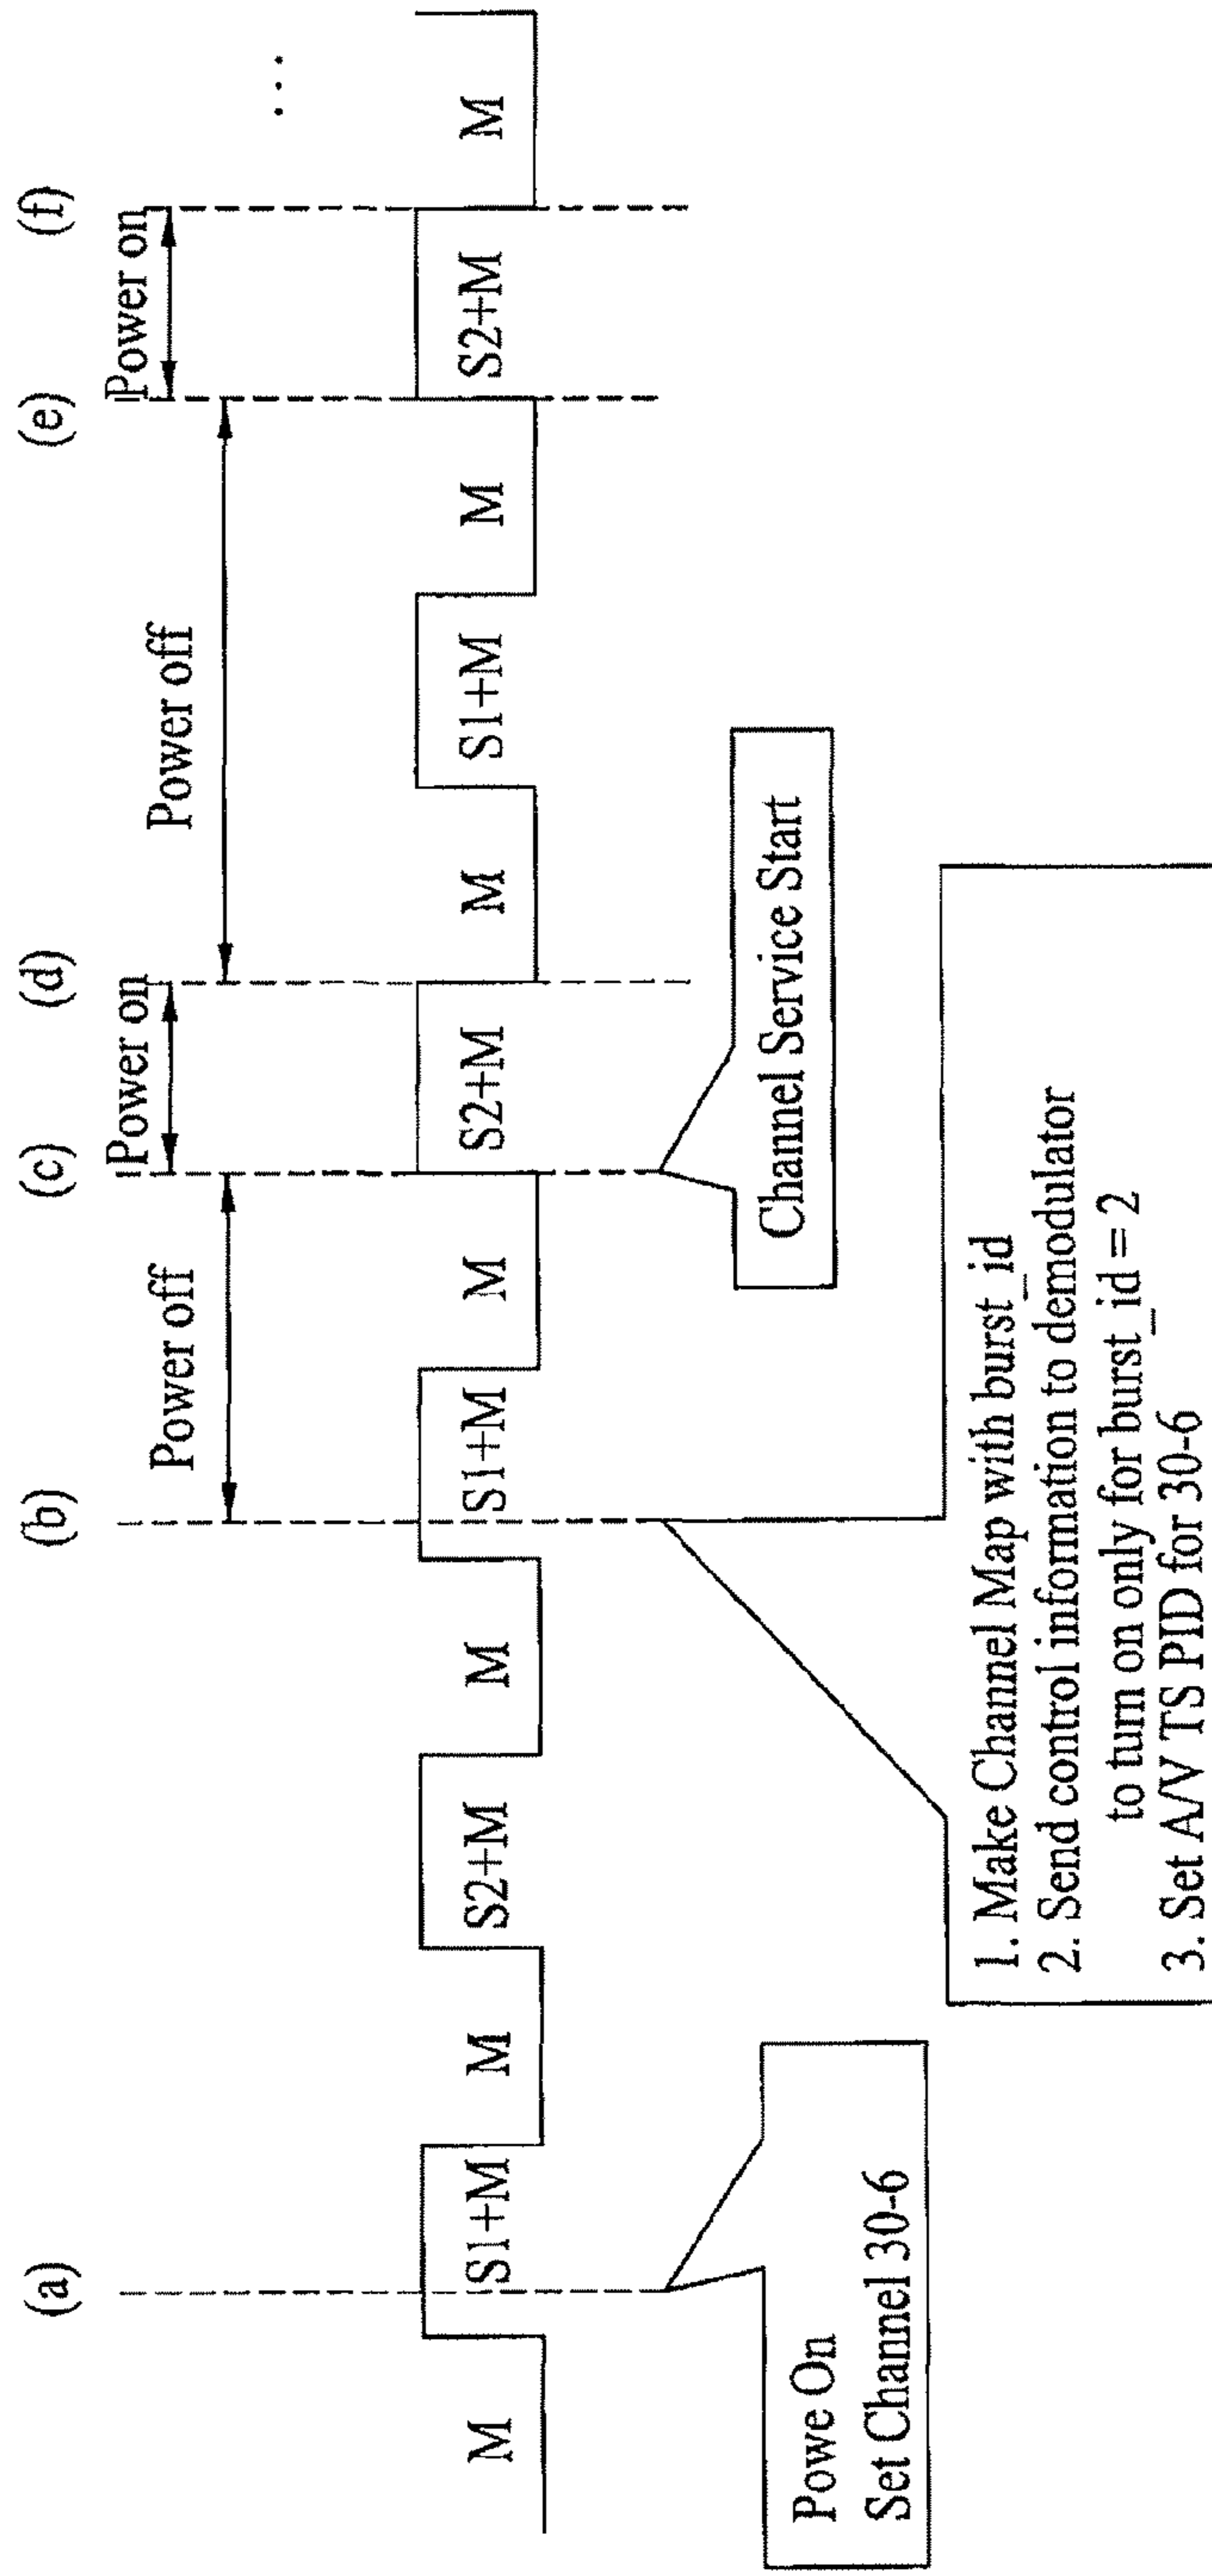 (a)
(b)
(c)
(d)
(e)
(f)
Power off
Power on
Power off
Power on
M
S1+M
M
S2+M
M
S1+M
M
S2+M
M
S1+M
M
S2+M
M
...
Powe On
Set Channel 30-6
Channel Service Start
1. Make Channel Map with burst_id
2. Send control information to demodulator
to turn on only for burst_id = 2
3. Set A/V TS PID for 30-6